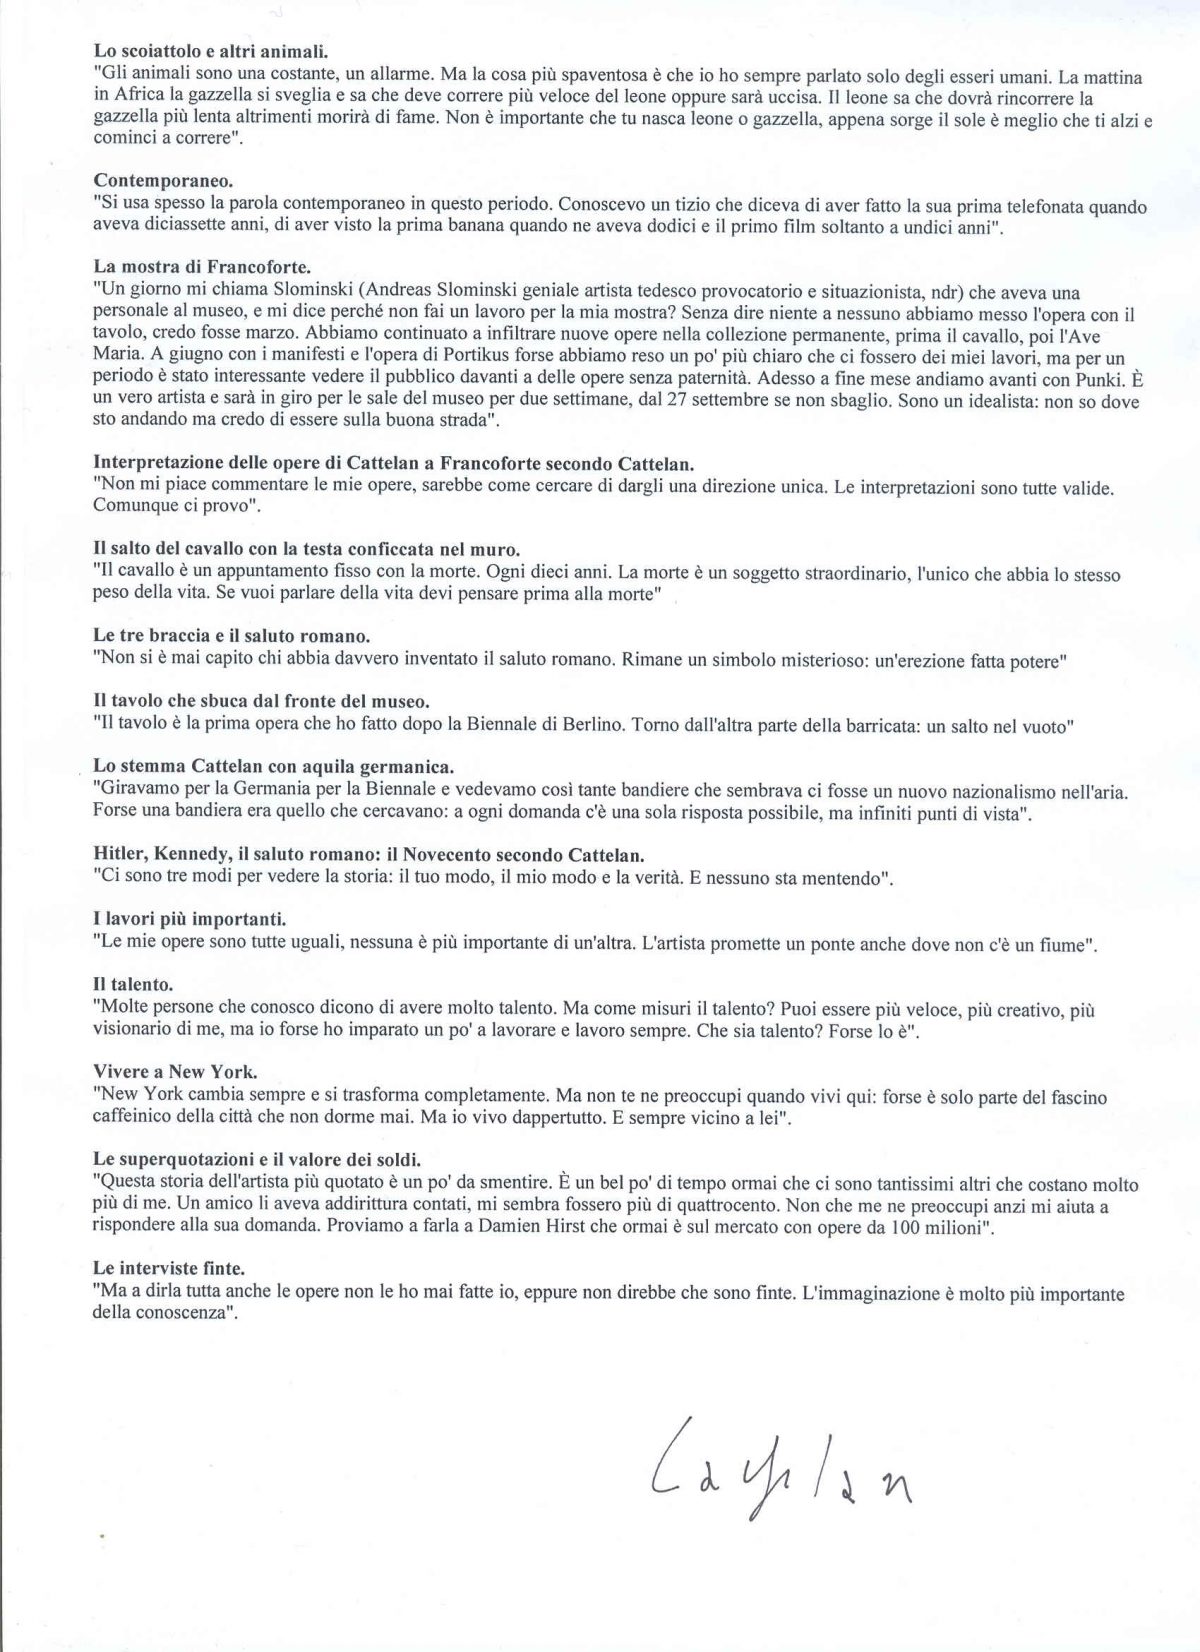 Lo scoiattolo e altri animali.
"Gli animali sono una costante, un allarme. Ma la cosa più spaventosa è che io ho sempre parlato solo degli esseri umani. La mattina
in Africa la gazzella si sveglia e sa che deve correre più veloce del leone oppure sarà uccisa. Il leone sa che dovrà rincorrere la
gazzella più lenta altrimenti morirà di fame. Non è importante che tu nasca leone o gazzella, appena sorge il sole è meglio che ti alzi e
cominci a correre".
Contemporaneo.
"Si usa spesso la parola contemporaneo in questo periodo. Conoscevo un tizio che diceva di aver fatto la sua prima telefonata quando
aveva diciassette anni, di aver visto la prima banana quando ne aveva dodici e il primo film soltanto a undici anni".
La mostra di Francoforte.
"Un giorno mi chiama Slominski (Andreas Slominski geniale artista tedesco provocatorio e situazionista, ndr) che aveva una
personale al museo, e mi dice perché non fai un lavoro per la mia mostra? Senza dire niente a nessuno abbiamo messo l'opera con il
tavolo, credo fosse marzo. Abbiamo continuato a infiltrare nuove opere nella collezione permanente, prima il cavallo, poi l'Ave
Maria. A giugno con i manifesti e l'opera di Portikus forse abbiamo reso un po' più chiaro che ci fossero dei miei lavori, ma per un
periodo è stato interessante vedere il pubblico davanti a delle opere senza paternità. Adesso a fine mese andiamo avanti con Punki. È
un vero artista e sarà in giro per le sale del museo per due settimane, dal 27 settembre se non sbaglio. Sono un idealista: non so dove
sto andando ma credo di essere sulla buona strada".
Interpretazione delle opere di Cattelan a Francoforte secondo Cattelan.
"Non mi piace commentare le mie opere, sarebbe come cercare di dargli una direzione unica. Le interpretazioni sono tutte valide.
Comunque ci provo".
Il salto del cavallo con la testa conficcata nel muro.
"Il cavallo è un appuntamento fisso con la morte. Ogni dieci anni. La morte è un soggetto straordinario, l'unico che abbia lo stesso
peso della vita. Se vuoi parlare della vita devi pensare prima alla morte"
Le tre braccia e il saluto romano.
"Non si è mai capito chi abbia davvero inventato il saluto romano. Rimane un simbolo misterioso: un'erezione fatta potere"
Il tavolo che sbuca dal fronte del museo.
"Il tavolo è la prima opera che ho fatto dopo la Biennale di Berlino. Torno dall'altra parte della barricata: un salto nel vuoto"
Lo stemma Cattelan con aquila germanica.
"Giravamo per la Germania per la Biennale e vedevamo così tante bandiere che sembrava ci fosse un nuovo nazionalismo nell'aria.
Forse una bandiera era quello che cercavano: a ogni domanda c'è una sola risposta possibile, ma infiniti punti di vista".
Hitler, Kennedy, il saluto romano: il Novecento secondo Cattelan.
"Ci sono tre modi per vedere la storia: il tuo modo, il mio modo e la verità. E nessuno sta mentendo".
I lavori più importanti.
"Le mie opere sono tutte uguali, nessuna è più importante di un'altra. L'artista promette un ponte anche dove non c'è un fiume".
Il talento.
"Molte persone che conosco dicono di avere molto talento. Ma come misuri il talento? Puoi essere più veloce, più creativo, più
visionario di me, ma io forse ho imparato un po' a lavorare e lavoro sempre. Che sia talento? Forse lo è".
Vivere a New York.
"New York cambia sempre e si trasforma completamente. Ma non te ne preoccupi quando vivi qui: forse è solo parte del fascino
caffeinico della città che non dorme mai. Ma io vivo dappertutto. E sempre vicino a lei".
Le superquotazioni e il valore dei soldi.
"Questa storia dell'artista più quotato è un po' da smentire. È un bel po' di tempo ormai che ci sono tantissimi altri che costano molto
più di me. Un amico li aveva addirittura contati, mi sembra fossero più di quattrocento. Non che me ne preoccupi anzi mi aiuta a
rispondere alla sua domanda. Proviamo a farla a Damien Hirst che ormai è sul mercato con opere da 100 milioni".
Le interviste finte.
"Ma a dirla tutta anche le opere non le ho mai fatte io, eppure non direbbe che sono finte. L'immaginazione è molto più importante
della conoscenza".
Cattelan